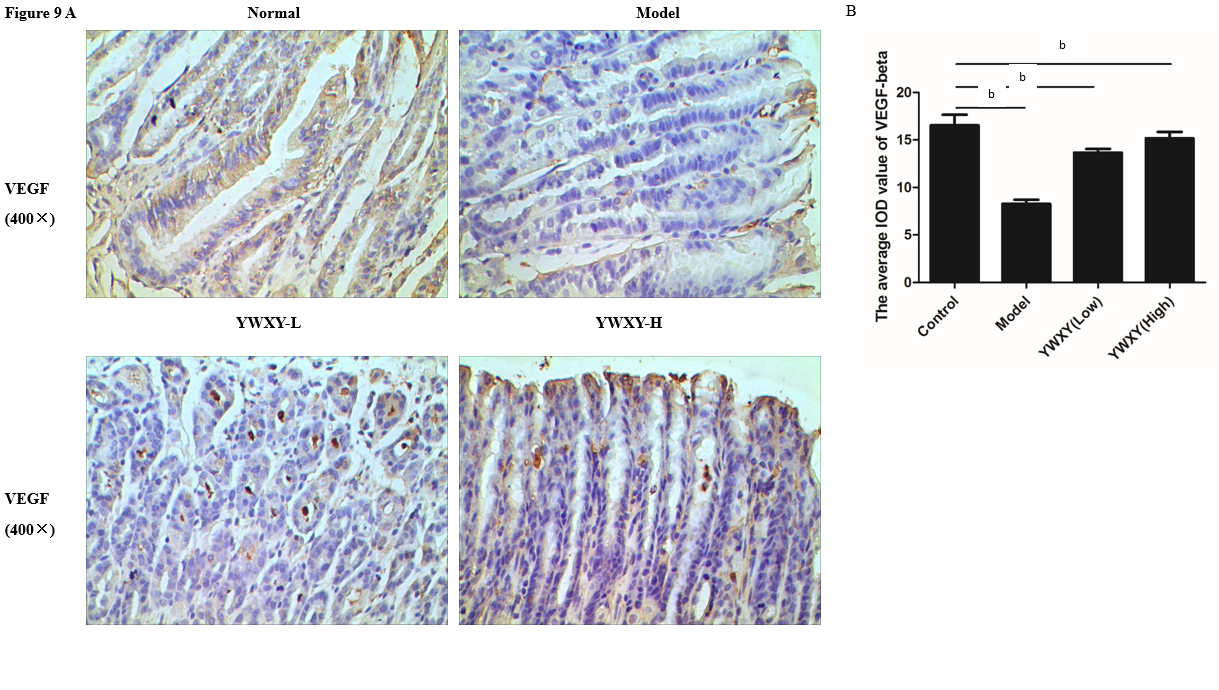 Figure 9 A
Normal
Model
VEGF
(400×)
YWXY-L
YWXY-H
VEGF
(400×)
B
b
b
b
The average IOD value of VEGF-beta
20
15
10
5
0
Control
Model
YWXY(Low)
YWXY(High)